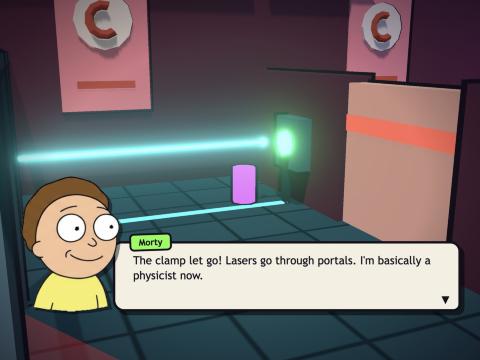 C
C
Morty
The clamp let go! Lasers go through portals. I'm basically a
physicist now.